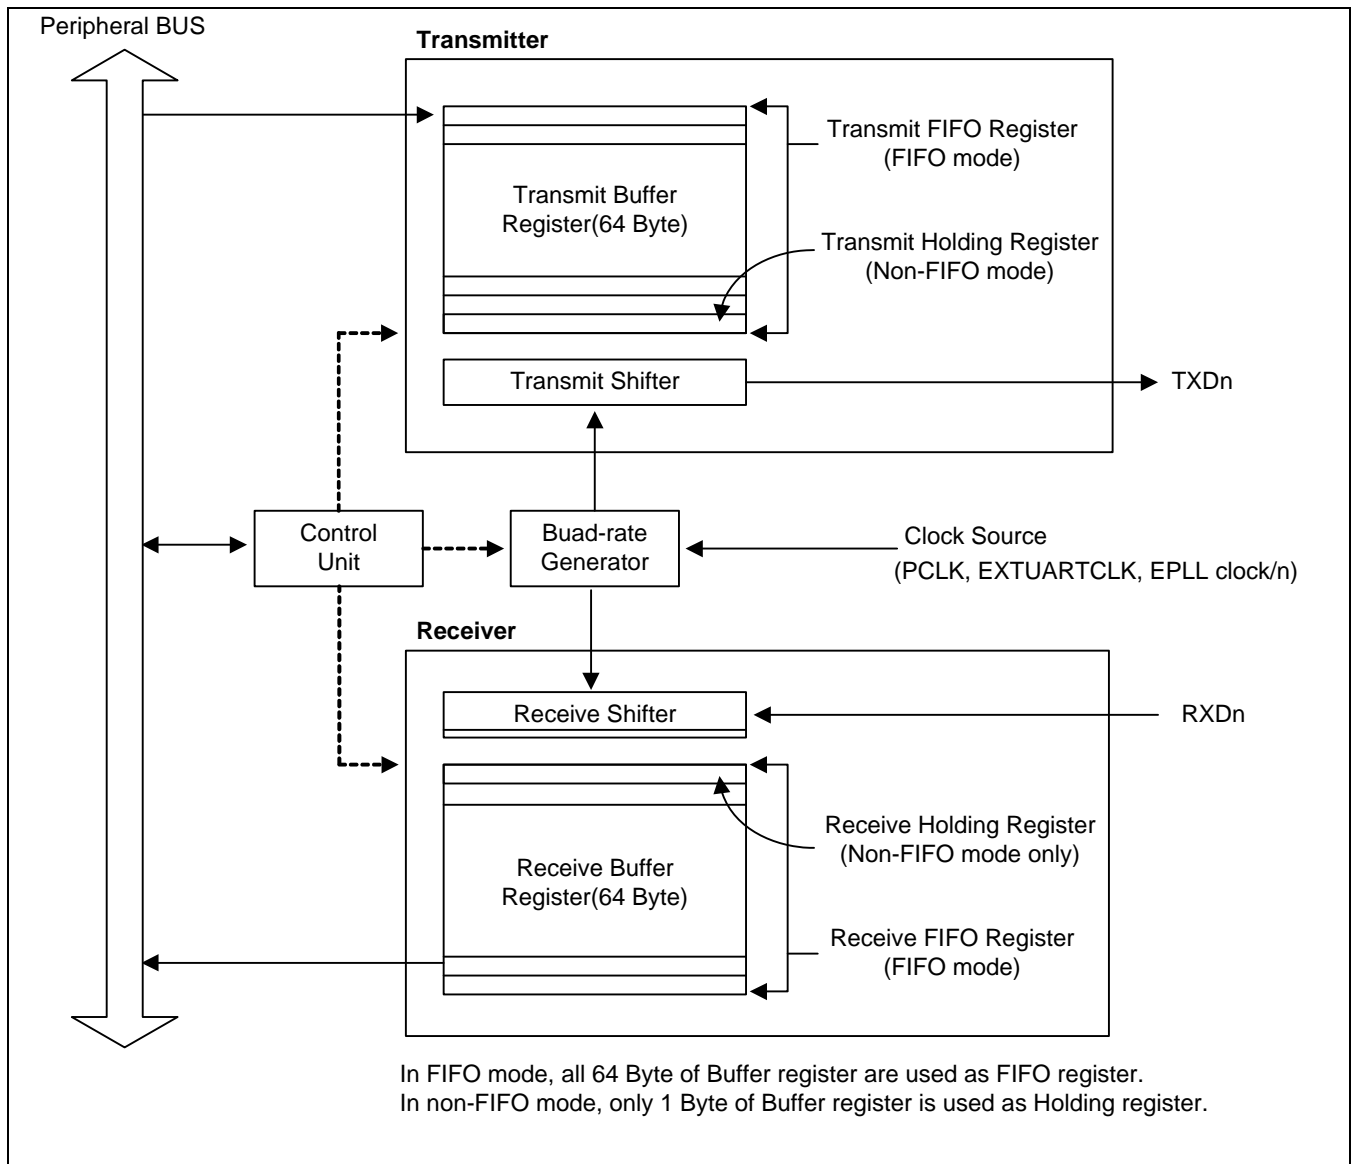 Peripheral BUS
Transmitter
Transmit FIFO Register
(FIFO mode)
Transmit Buffer
Register(64 Byte)
Transmit Holding Register
(Non-FIFO mode)
Transmit Shifter
TXDn
Control
Unit
Buad-rate
Generator
Clock Source
(PCLK, EXTUARTCLK, EPLL clock/n)
Receiver
Receive Shifter
RXDn
Receive Holding Register
(Non-FIFO mode only)
Receive Buffer
Register(64 Byte)
Receive FIFO Register
(FIFO mode)
In FIFO mode, all 64 Byte of Buffer register are used as FIFO register.
In non-FIFO mode, only 1 Byte of Buffer register is used as Holding register.